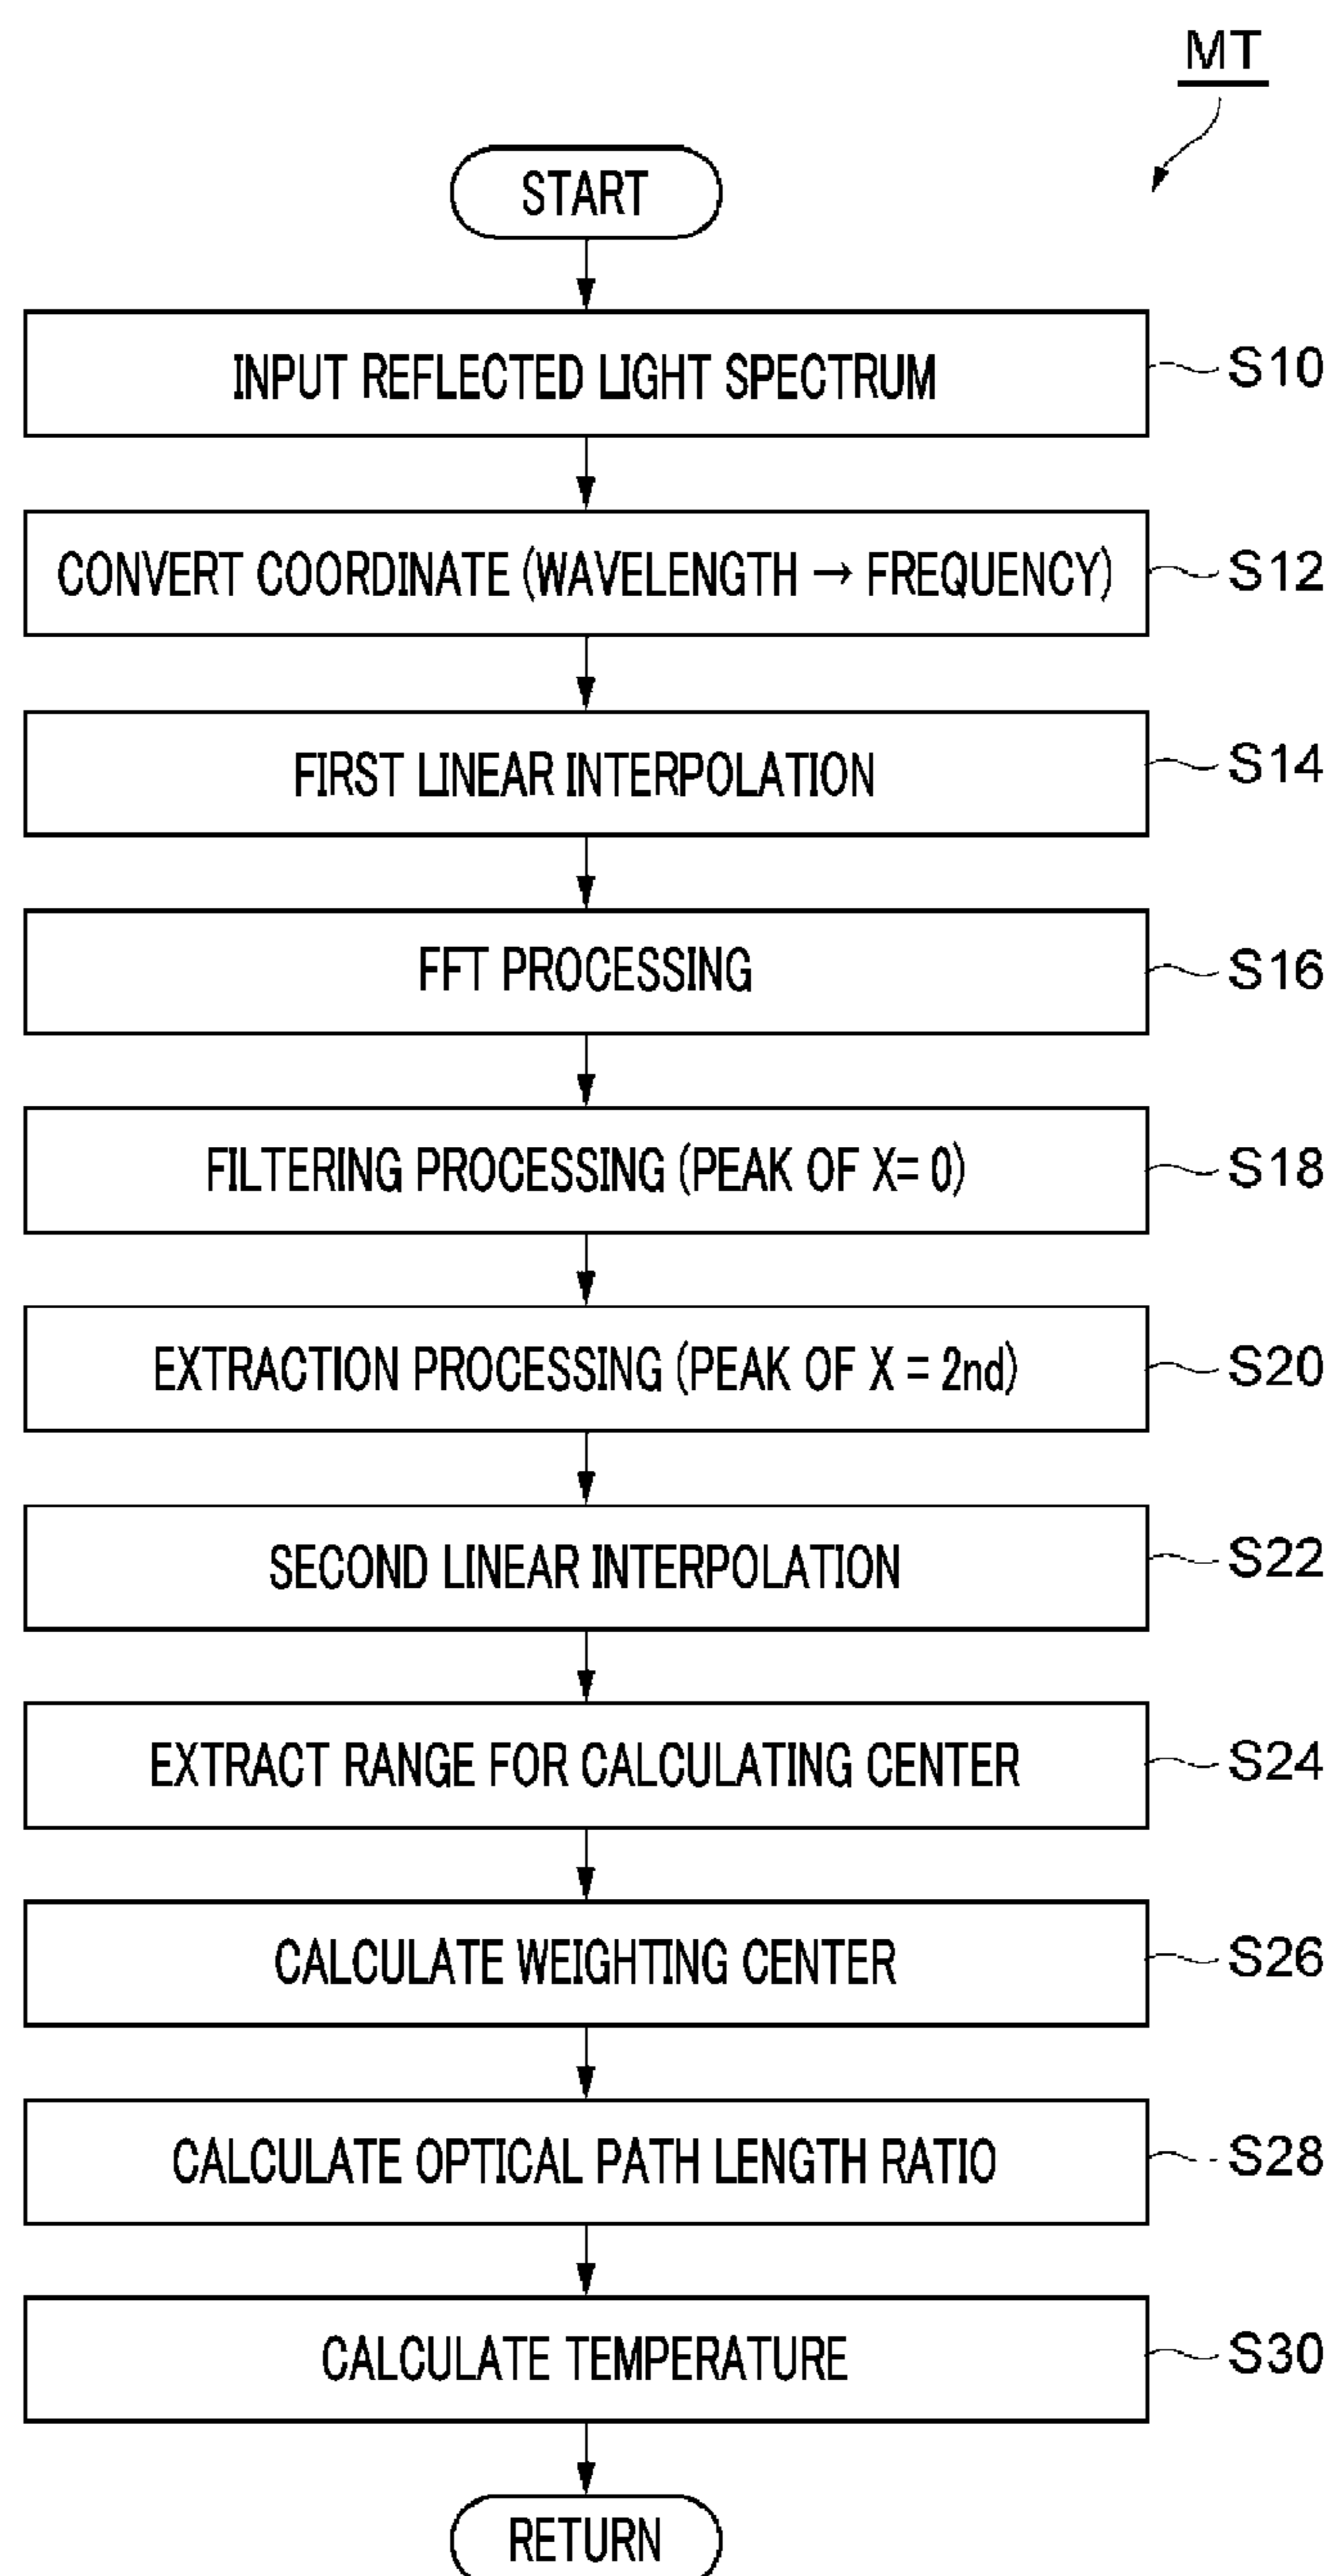 MT
START
INPUT REFLECTED LIGHT SPECTRUM
S10
CONVERT COORDINATE (WAVELENGTH → FREQUENCY)
S12
FIRST LINEAR INTERPOLATION
S14
FFT PROCESSING
S16
FILTERING PROCESSING (PEAK OF X= 0)
S18
EXTRACTION PROCESSING (PEAK OF X = 2nd)
S20
SECOND LINEAR INTERPOLATION
S22
EXTRACT RANGE FOR CALCULATING CENTER
S24
CALCULATE WEIGHTING CENTER
S26
CALCULATE OPTICAL PATH LENGTH RATIO
S28
CALCULATE TEMPERATURE
S30
RETURN